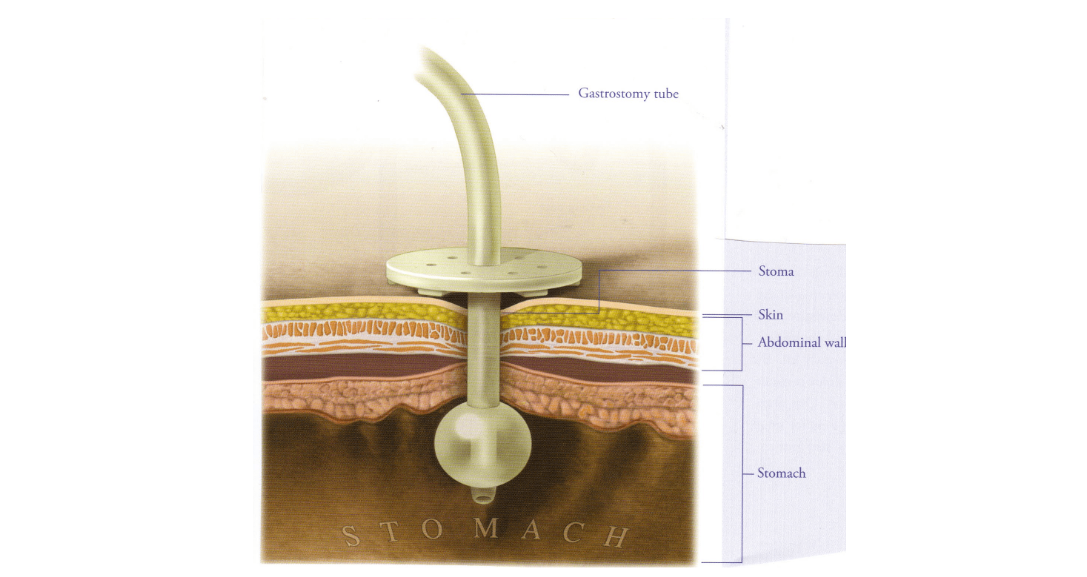 Gastrostomy tube
Stoma
Skin
Abdominal wall
Stomach
STOMACH